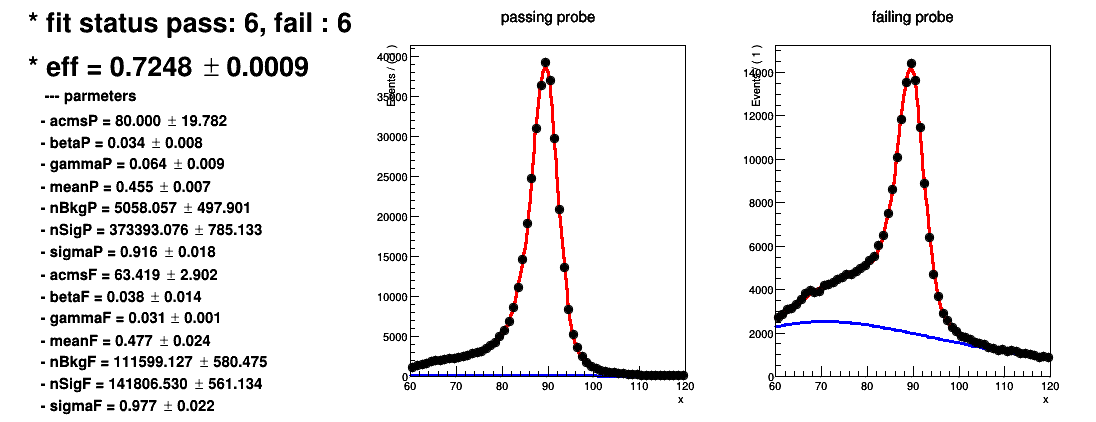 * fit status pass: 6, fail : 6
* eff = 0.7248 ± 0.0009
--- parmeters
- acmsP = 80.000 ± 19.782
- betaP = 0.034 ± 0.008
- gammaP = 0.064 ± 0.009
- meanP = 0.455 ± 0.007
- nBkgP = 5058.057 ± 497.901
- nSigP = 373393.076 ± 785.133
- sigmaP = 0.916 ± 0.018
- acmsF = 63.419 ± 2.902
- betaF = 0.038 ± 0.014
- gammaF = 0.031 ± 0.001
- meanF = 0.477 ± 0.024
- nBkgF = 111599.127 ± 580.475
- nSigF = 141806.530 ± 561.134
- sigmaF = 0.977 ± 0.022
passing probe
Events / ( 1 )
40000
35000
30000
25000
20000
15000
10000
5000
0
60 70 80 90 100 110 120
x
failing probe
Events / ( 1 )
14000
12000
10000
8000
6000
4000
2000
0
60 70 80 90 100 110 120
x